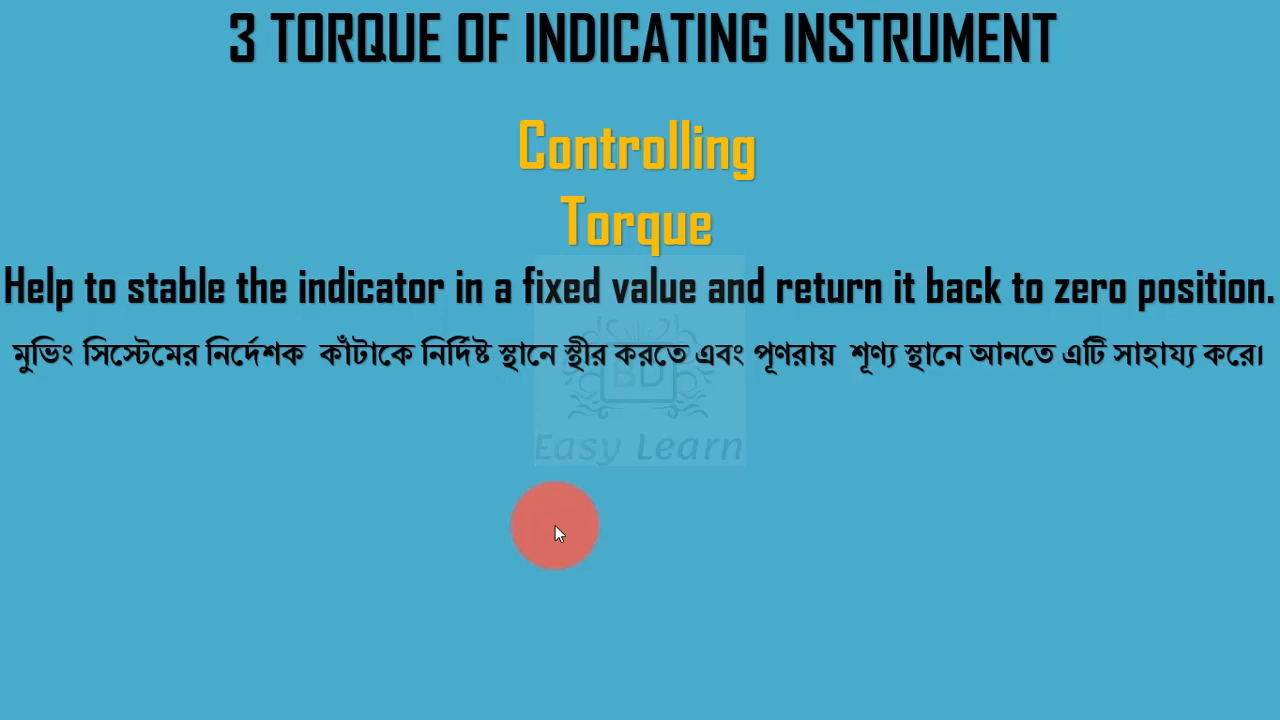 3 TORQUE OF INDICATING INSTRUMENT
Controlling
Torque
Help to stable the indicator in a fixed value and return it back to zero position.
মুভিং সিস্টেমের নির্দেশক কাঁটাকে নির্দিষ্ট স্থানে স্থীর করতে এবং পূণরায় শূণ্য স্থানে আনতে এটি সাহায্য করে।
BD
Easy Learn